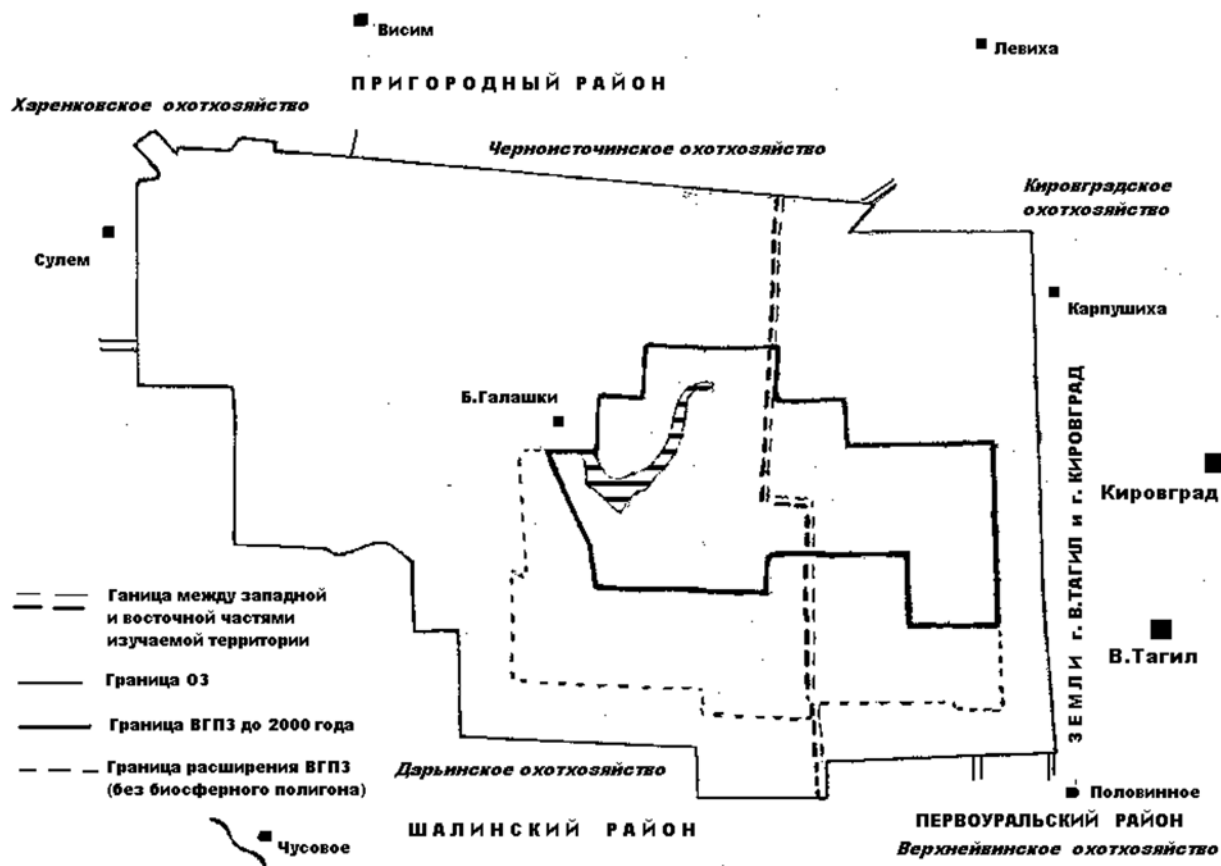 Висим
Левиха
ПРИГОРОДНЫЙ РАЙОН
Харенковское охотхозяйство
Черноисточинское охотхозяйство
Кировградское
охотхозяйство
Сулем
Карпушиха
Б.Галашки
Кировград
ЗЕМЛИ г. В.ТАГИЛ и г. КИРОВГРАД
В.Тагил
Ганица между западной
и восточной частями
изучаемой территории
Граница ОЗ
Граница ВГПЗ до 2000 года
Граница расширения ВГПЗ
(без биосферного полигона)
Дарьинское охотхозяйство
Половинное
ШАЛИНСКИЙ РАЙОН
ПЕРВОУРАЛЬСКИЙ РАЙОН
Чусовое
Верхнейвинское охотхозяйство